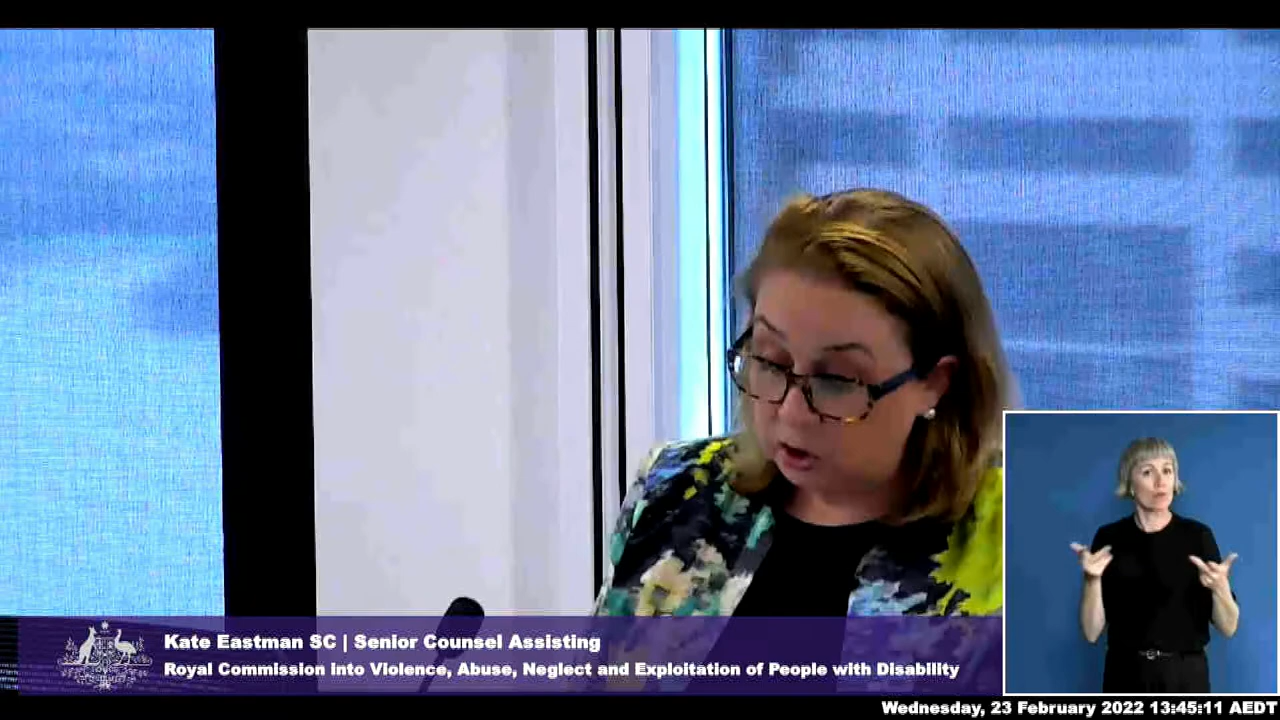 Kate Eastman SC | Senior Counsel Assisting
Royal Commission into Violence, Abuse, Neglect and Exploitation of People with Disability
Wednesday, 23 February 2022 13:45:11 AEDT